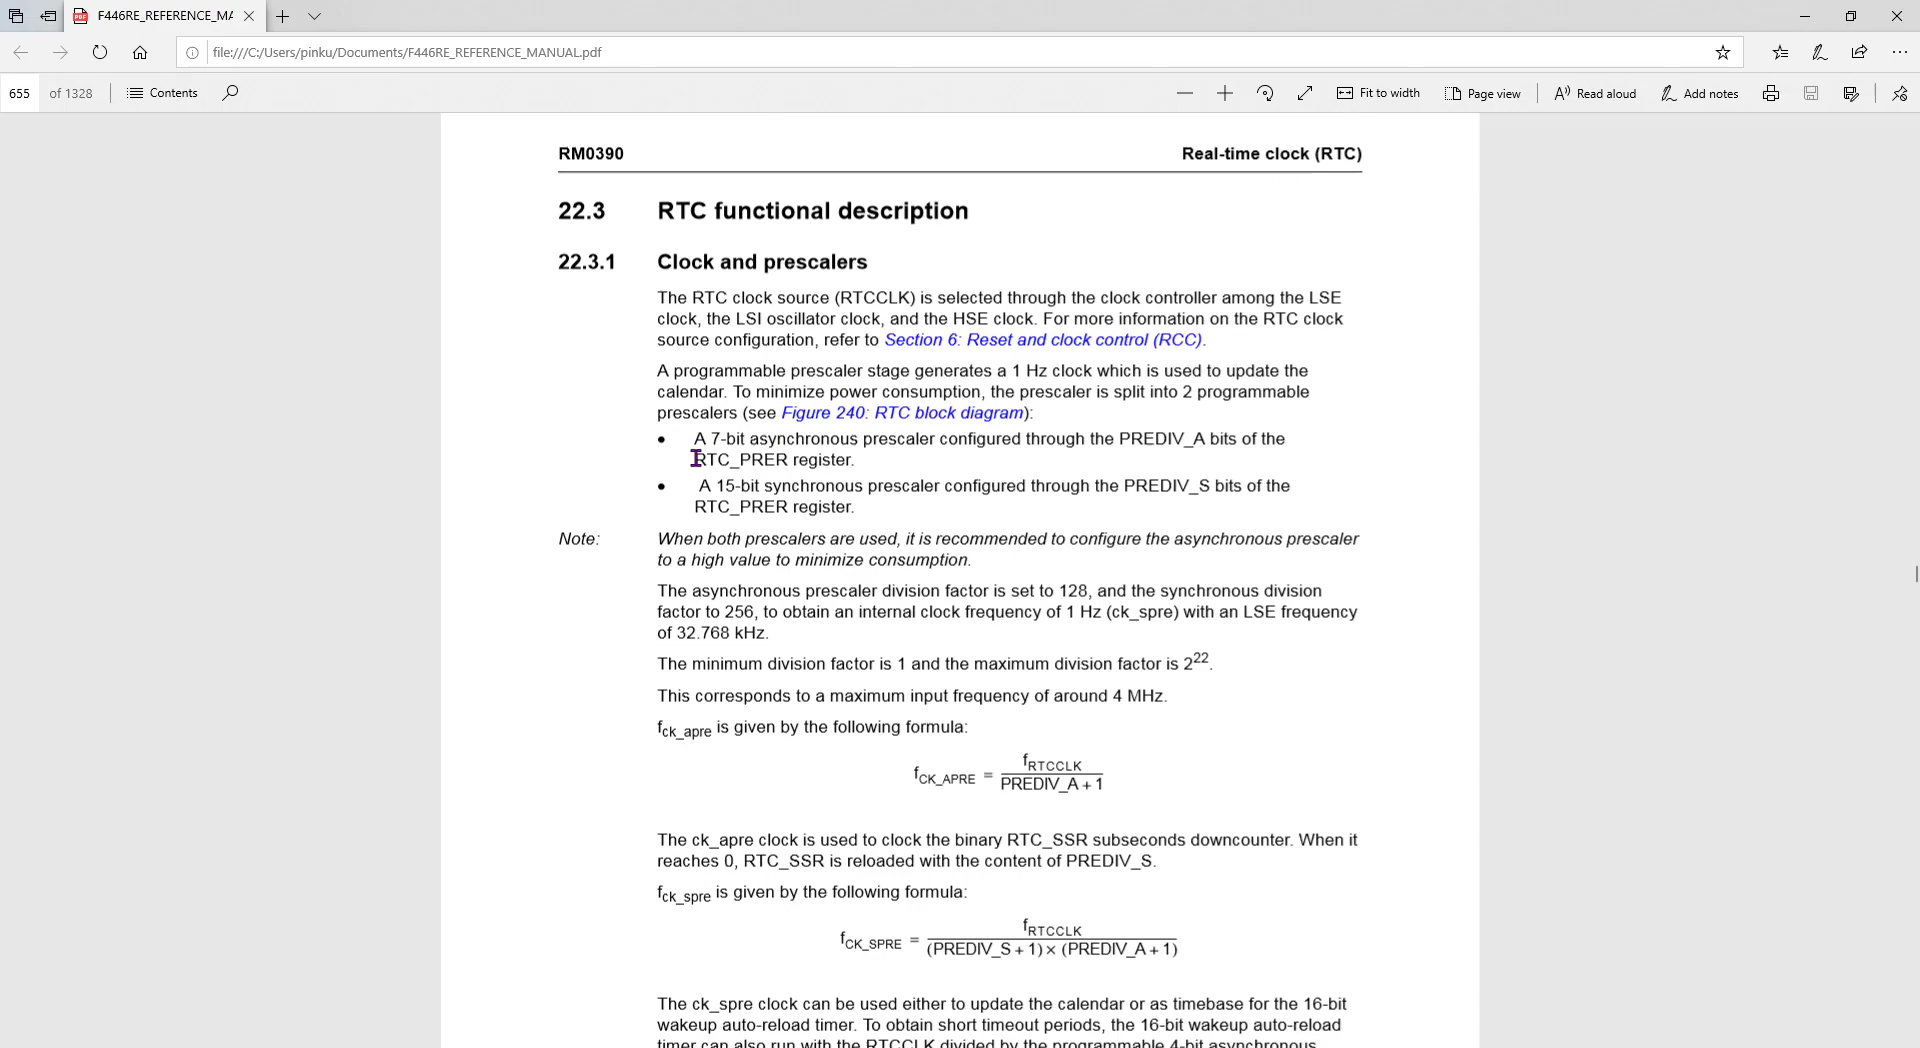 F446RE_REFERENCE_MA
file:///C:/Users/pinku/Documents/F446RE_REFERENCE_MANUAL.pdf
655 of 1328 Contents Fit to width Page view Read aloud Add notes
RM0390 Real-time clock (RTC)
22.3 RTC functional description
22.3.1 Clock and prescalers
The RTC clock source (RTCCLK) is selected through the clock controller among the LSE
clock, the LSI oscillator clock, and the HSE clock. For more information on the RTC clock
source configuration, refer to Section 6: Reset and clock control (RCC).
A programmable prescaler stage generates a 1 Hz clock which is used to update the
calendar. To minimize power consumption, the prescaler is split into 2 programmable
prescalers (see Figure 240: RTC block diagram):
• A 7-bit asynchronous prescaler configured through the PREDIV_A bits of the
RTC_PRER register.
• A 15-bit synchronous prescaler configured through the PREDIV_S bits of the
RTC_PRER register.
Note: When both prescalers are used, it is recommended to configure the asynchronous prescaler
to a high value to minimize consumption.
The asynchronous prescaler division factor is set to 128, and the synchronous division
factor to 256, to obtain an internal clock frequency of 1 Hz (ck_spre) with an LSE frequency
of 32.768 kHz.
The minimum division factor is 1 and the maximum division factor is 2^22.
This corresponds to a maximum input frequency of around 4 MHz.
fck_apre is given by the following formula:
fCK_APRE = fRTCCLK / PREDIV_A + 1
The ck_apre clock is used to clock the binary RTC_SSR subseconds downcounter. When it
reaches 0, RTC_SSR is reloaded with the content of PREDIV_S.
fck_spre is given by the following formula:
fCK_SPRE = fRTCCLK / (PREDIV_S + 1) × (PREDIV_A + 1)
The ck_spre clock can be used either to update the calendar or as timebase for the 16-bit
wakeup auto-reload timer. To obtain short timeout periods, the 16-bit wakeup auto-reload
timer can also run with the RTCCLK divided by the programmable 4-bit asynchronous